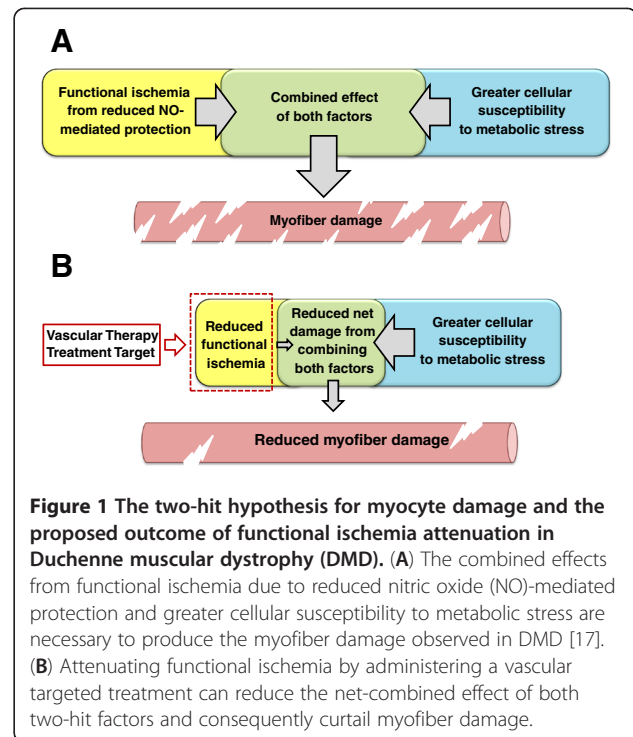 A
Functional ischemia
from reduced NO-
mediated protection
Combined effect
of both factors
Greater cellular
susceptibility
to metabolic stress
Myofiber damage
B
Vascular Therapy
Treatment Target
Reduced
functional
ischemia
Reduced net
damage from
combining
both factors
Greater cellular
susceptibility
to metabolic stress
Reduced myofiber damage
Figure 1 The two-hit hypothesis for myocyte damage and the
proposed outcome of functional ischemia attenuation in
Duchenne muscular dystrophy (DMD). (A) The combined effects
from functional ischemia due to reduced nitric oxide (NO)-mediated
protection and greater cellular susceptibility to metabolic stress are
necessary to produce the myofiber damage observed in DMD [17].
(B) Attenuating functional ischemia by administering a vascular
targeted treatment can reduce the net-combined effect of both
two-hit factors and consequently curtail myofiber damage.